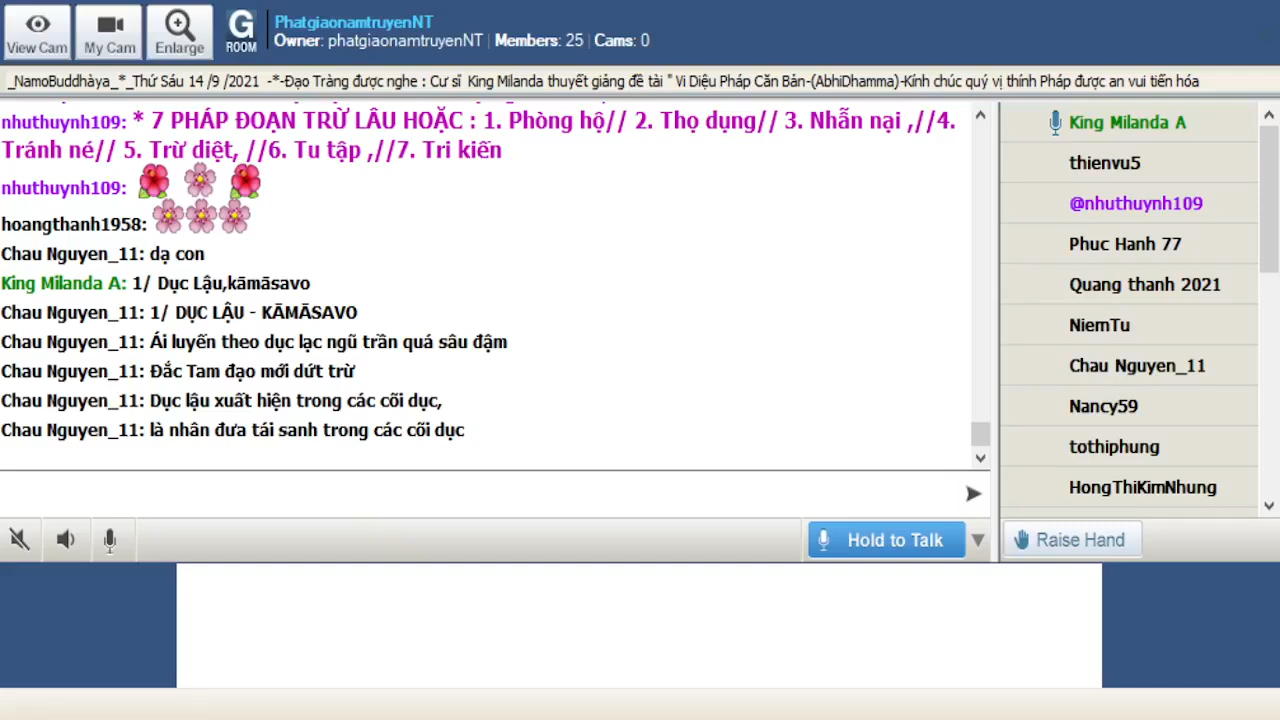 View Cam
My Cam
Enlarge
G
ROOM
PhatgiaonamtruyenNT
Owner: phatgiaonamtruyenNT | Members: 25 | Cams: 0
_NamoBuddhàya_*_Thứ Sáu 14 /9 /2021 -*-Đạo Tràng được nghe : Cư sĩ King Milanda thuyết giảng đề tài " Vi Diệu Pháp Căn Bản-(AbhiDhamma)-Kính chúc quý vị thính Pháp được an vui tiến hóa
nhuthuynh109: * 7 PHÁP ĐOẠN TRỪ LÂU HOẶC : 1. Phòng hộ// 2. Thọ dụng// 3. Nhẫn nại ,//4.
Tránh né// 5. Trừ diệt, //6. Tu tập ,//7. Tri kiến
nhuthuynh109:
hoangthanh1958:
Chau Nguyen_11: dạ con
King Milanda A: 1/ Dục Lậu,kāmāsavo
Chau Nguyen_11: 1/ DỤC LẬU - KĀMĀSAVO
Chau Nguyen_11: Ái luyến theo dục lạc ngũ trần quá sâu đậm
Chau Nguyen_11: Đắc Tam đạo mới dứt trừ
Chau Nguyen_11: Dục lậu xuất hiện trong các cõi dục,
Chau Nguyen_11: là nhân đưa tái sanh trong các cõi dục
Hold to Talk
King Milanda A
thienvu5
@nhuthuynh109
Phuc Hanh 77
Quang thanh 2021
NiemTu
Chau Nguyen_11
Nancy59
tothiphung
HongThiKimNhung
Raise Hand